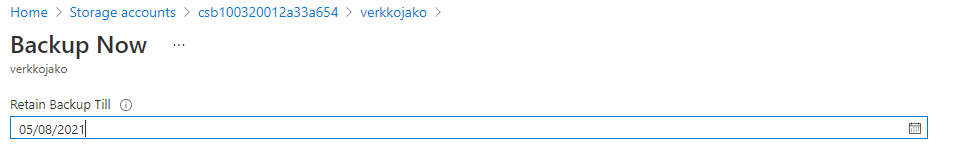 Home > Storage accounts > csb100320012a33a654 > verkkojako >
Backup Now ...
verkkojako
Retain Backup Till
05/08/2021